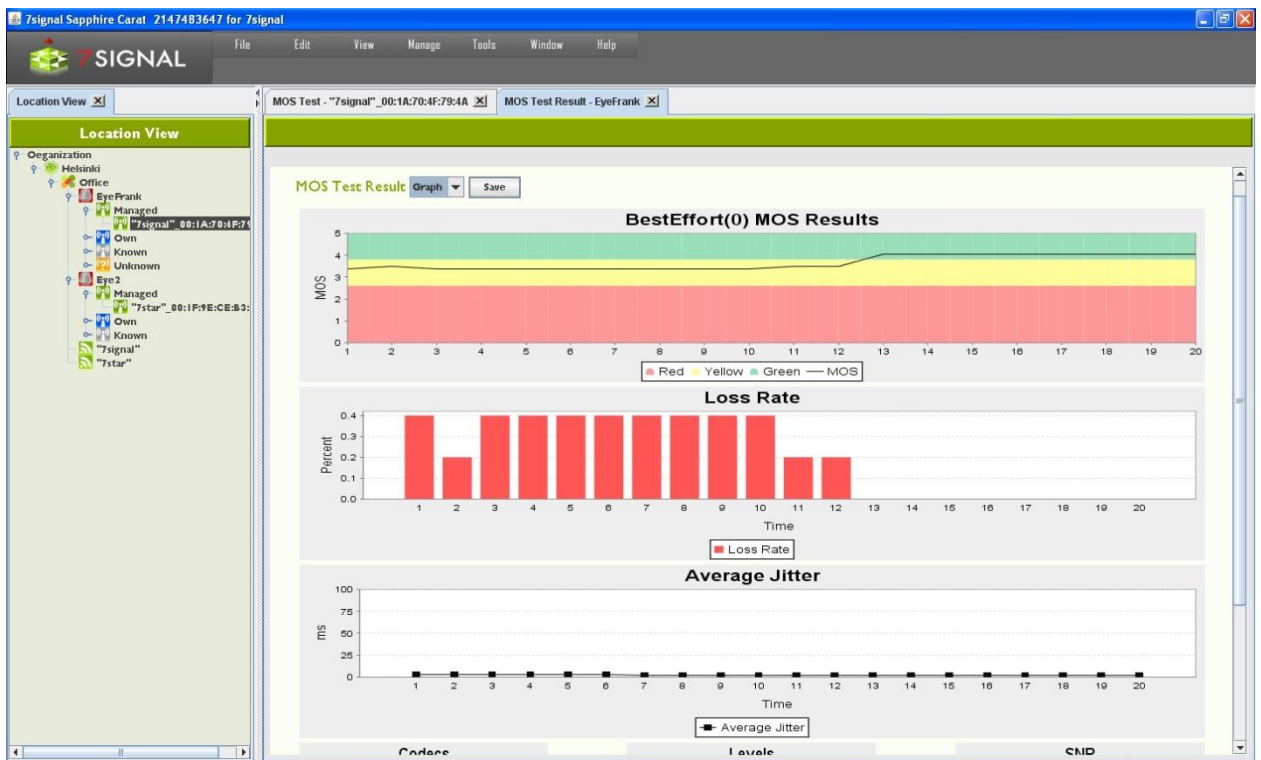 7signal Sapphire Carat 2147483647 for 7signal
7SIGNAL
File Edit View Manage Tools Window Help
Location View
Location View
Oeganization
Helsinki
Office
EyeFrank
Managed
"7signal"_00:1A:70:4F:79
Own
Known
Unknown
Eye2
Managed
"7star"_00:1F:9E:CE:B3:
Own
Known
"7signal"
"7star"
MOS Test - "7signal"_00:1A:70:4F:79:4A MOS Test Result - EyeFrank
MOS Test Result Graph Save
BestEffort(0) MOS Results
MOS
5
4
3
2
1
0
1 2 3 4 5 6 7 8 9 10 11 12 13 14 15 16 17 18 19 20
Red Yellow Green MOS
Loss Rate
Percent
0.4
0.3
0.2
0.1
0.0
1 2 3 4 5 6 7 8 9 10 11 12 13 14 15 16 17 18 19 20
Time
Loss Rate
Average Jitter
ms
100
75
50
25
0
1 2 3 4 5 6 7 8 9 10 11 12 13 14 15 16 17 18 19 20
Time
Average Jitter
Codecs Levels SNR